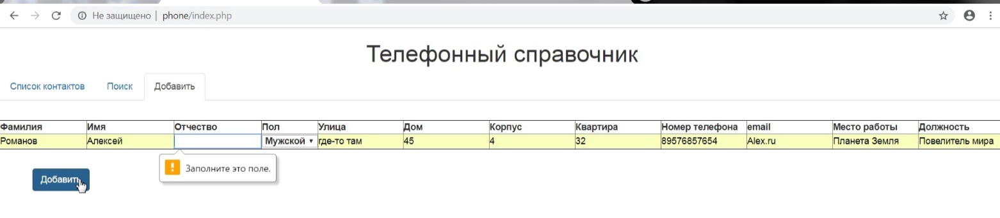 Не защищено | phone/index.php
Телефонный справочник
Список контактов Поиск Добавить
Фамилия Имя Отчество Пол Улица Дом Корпус Квартира Номер телефона email Место работы Должность
Романов Алексей Мужской где-то там 45 4 32 89576857654 Alex.ru Планета Земля Повелитель мира
Заполните это поле.
Добавить